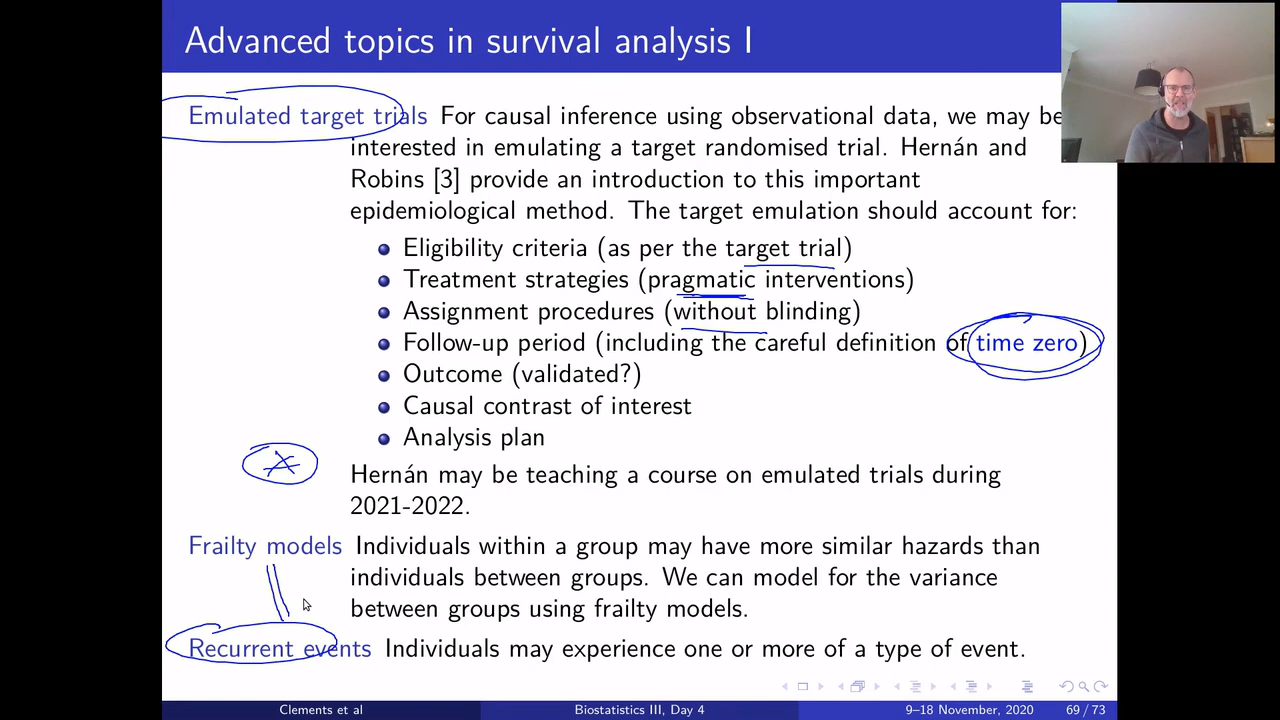 Advanced topics in survival analysis I
Emulated target trials For causal inference using observational data, we may be
interested in emulating a target randomised trial. Hernán and
Robins [3] provide an introduction to this important
epidemiological method. The target emulation should account for:
Eligibility criteria (as per the target trial)
Treatment strategies (pragmatic interventions)
Assignment procedures (without blinding)
Follow-up period (including the careful definition of time zero)
Outcome (validated?)
Causal contrast of interest
Analysis plan
Hernán may be teaching a course on emulated trials during
2021-2022.
Frailty models Individuals within a group may have more similar hazards than
individuals between groups. We can model for the variance
between groups using frailty models.
Recurrent events Individuals may experience one or more of a type of event.
Clements et al Biostatistics III, Day 4 9–18 November, 2020 69 / 73